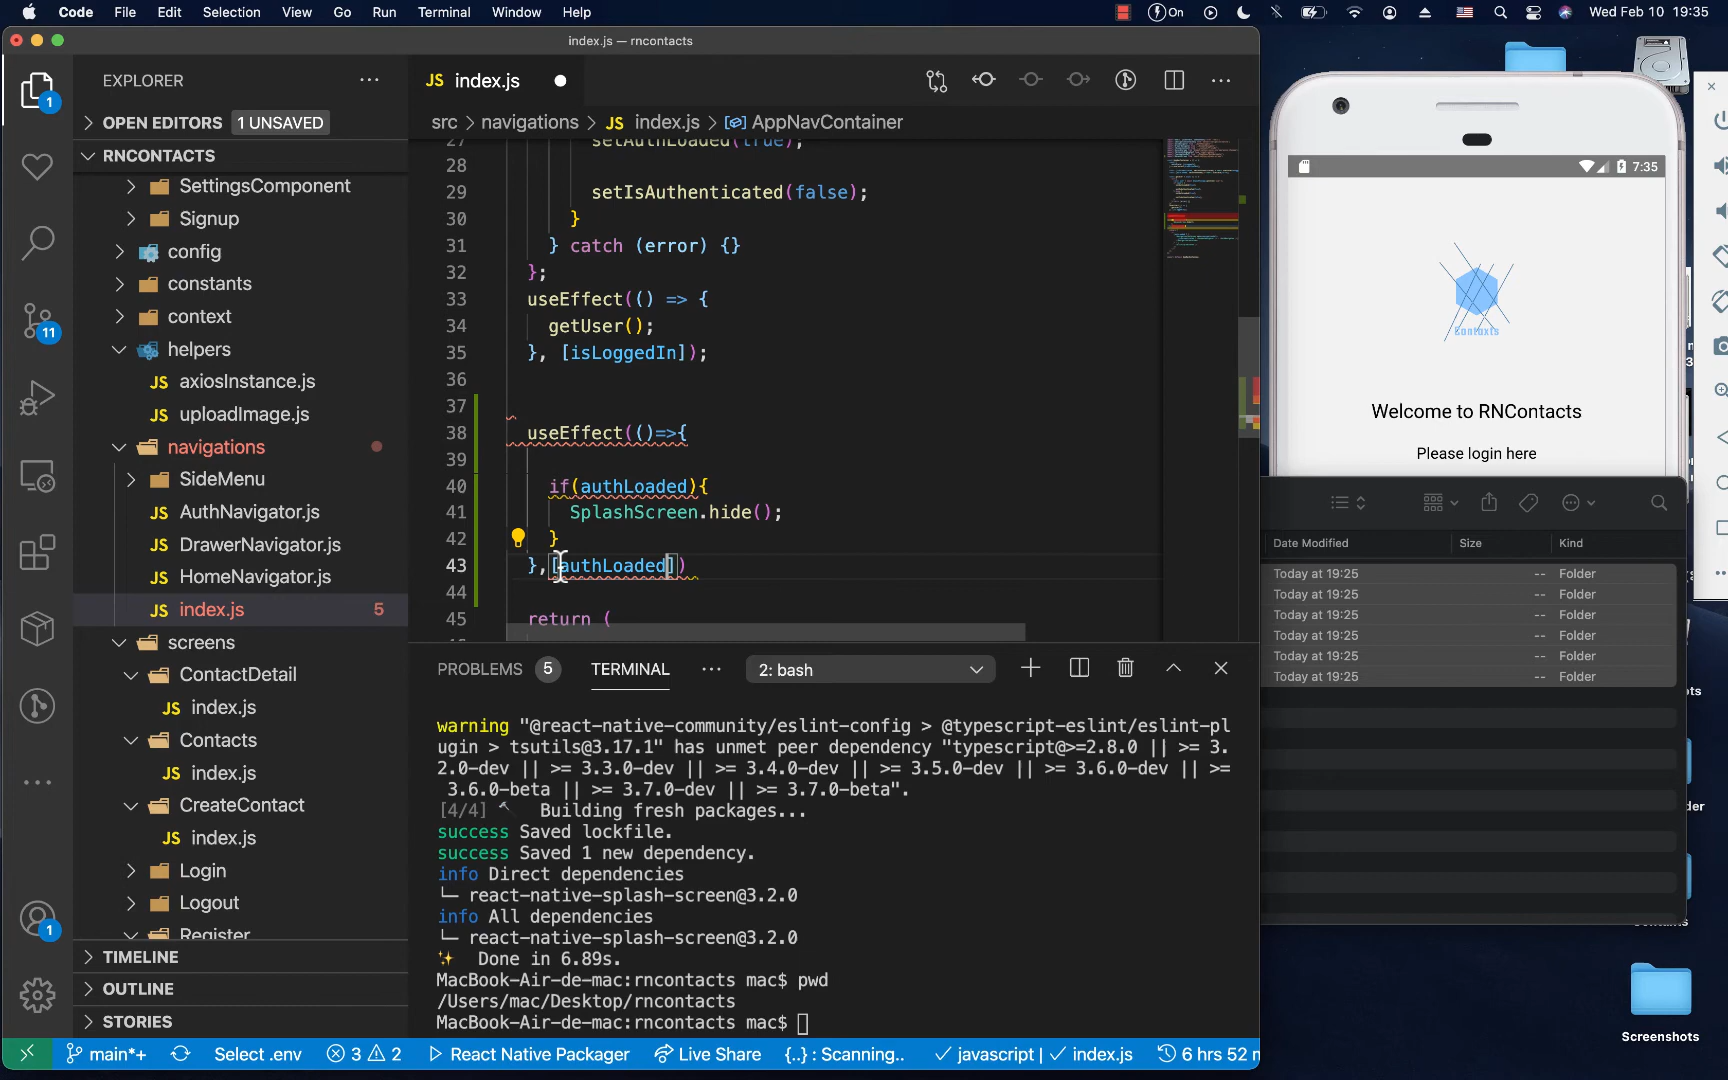 Code File Edit Selection View Go Run Terminal Window Help
On Wed Feb 10 19:35
index.js — rncontacts
EXPLORER
OPEN EDITORS 1 UNSAVED
RNCONTACTS
SettingsComponent
Signup
config
constants
context
helpers
JS axiosInstance.js
JS uploadImage.js
navigations
SideMenu
JS AuthNavigator.js
JS DrawerNavigator.js
JS HomeNavigator.js
JS index.js 5
screens
ContactDetail
JS index.js
Contacts
JS index.js
CreateContact
JS index.js
Login
Logout
Register
TIMELINE
OUTLINE
STORIES
1
11
1
JS index.js
src > navigations > JS index.js > AppNavContainer
27 setAuthLoaded(true);
28
29 setIsAuthenticated(false);
30 }
31 } catch (error) {}
32 };
33 useEffect(() => {
34 getUser();
35 }, [isLoggedIn]);
36
37
38 useEffect(()=>{
39
40 if(authLoaded){
41 SplashScreen.hide();
42 }
43 },[authLoaded])
44
45 return (
PROBLEMS 5 TERMINAL 2: bash
warning "@react-native-community/eslint-config > @typescript-eslint/eslint-pl
ugin > tsutils@3.17.1" has unmet peer dependency "typescript@>=2.8.0 || >= 3.
2.0-dev || >= 3.3.0-dev || >= 3.4.0-dev || >= 3.5.0-dev || >= 3.6.0-dev || >=
3.6.0-beta || >= 3.7.0-dev || >= 3.7.0-beta".
[4/4] Building fresh packages...
success Saved lockfile.
success Saved 1 new dependency.
info Direct dependencies
└─ react-native-splash-screen@3.2.0
info All dependencies
└─ react-native-splash-screen@3.2.0
Done in 6.89s.
MacBook-Air-de-mac:rncontacts mac$ pwd
/Users/mac/Desktop/rncontacts
MacBook-Air-de-mac:rncontacts mac$
main*+ Select .env 3 2 React Native Packager Live Share {..} : Scanning.. javascript | index.js 6 hrs 52 m
7:35
Contaxts
Welcome to RNContacts
Please login here
Date Modified Size Kind
Today at 19:25 -- Folder
Today at 19:25 -- Folder
Today at 19:25 -- Folder
Today at 19:25 -- Folder
Today at 19:25 -- Folder
Today at 19:25 -- Folder
Screenshots